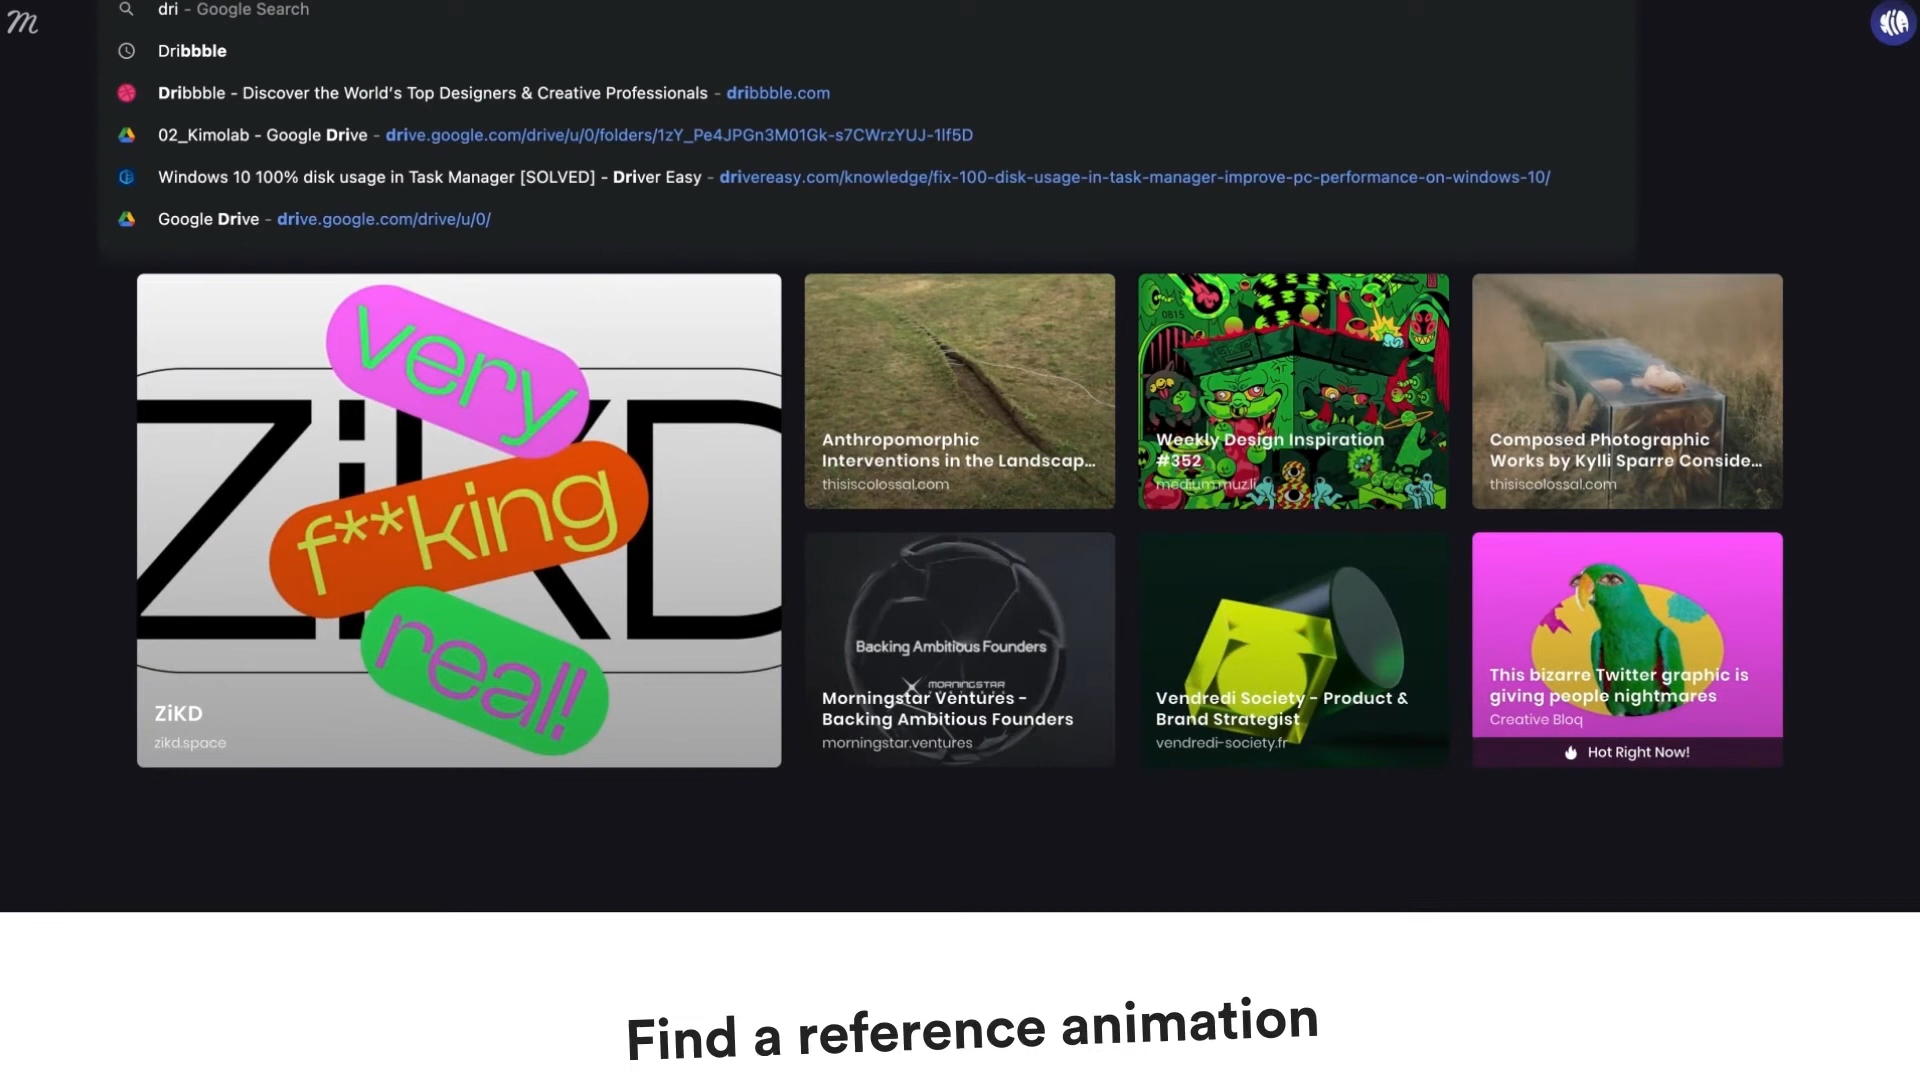 m
dri - Google Search
Dribbble
Dribbble - Discover the World's Top Designers & Creative Professionals - dribbble.com
02_Kimolab - Google Drive - drive.google.com/drive/u/0/folders/1zY_Pe4JPGn3M01Gk-s7CWrzYUJ-1lf5D
Windows 10 100% disk usage in Task Manager [SOLVED] - Driver Easy - drivereasy.com/knowledge/fix-100-disk-usage-in-task-manager-improve-pc-performance-on-windows-10/
Google Drive - drive.google.com/drive/u/0/
ZiKD
very
f**king
real!
ZiKD
zikd.space
Anthropomorphic
Interventions in the Landscap...
thisiscolossal.com
0815
Weekly Design Inspiration
#352
medium.muz.li
Composed Photographic
Works by Kylli Sparre Conside...
thisiscolossal.com
Backing Ambitious Founders
MORNINGSTAR
Morningstar Ventures -
Backing Ambitious Founders
morningstar.ventures
Vendredi Society - Product &
Brand Strategist
vendredi-society.fr
This bizarre Twitter graphic is
giving people nightmares
Creative Bloq
Hot Right Now!
Find a reference animation